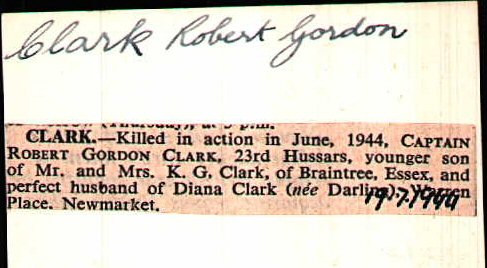 Clark Robert Gordon
(Thursday), at 3 p.m.
CLARK.—Killed in action in June, 1944, CAPTAIN
ROBERT GORDON CLARK, 23rd Hussars, younger son
of Mr. and Mrs. K. G. Clark, of Braintree, Essex, and
perfect husband of Diana Clark (née Darling), Warren
Place, Newmarket.
19.7.1944